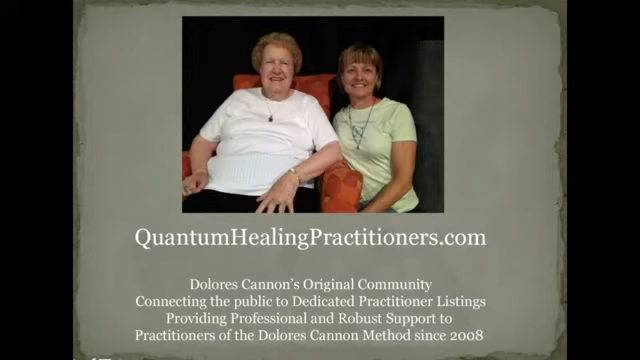 QuantumHealingPractitioners.com
Dolores Cannon's Original Community
Connecting the public to Dedicated Practitioner Listings
Providing Professional and Robust Support to
Practitioners of the Dolores Cannon Method since 2008